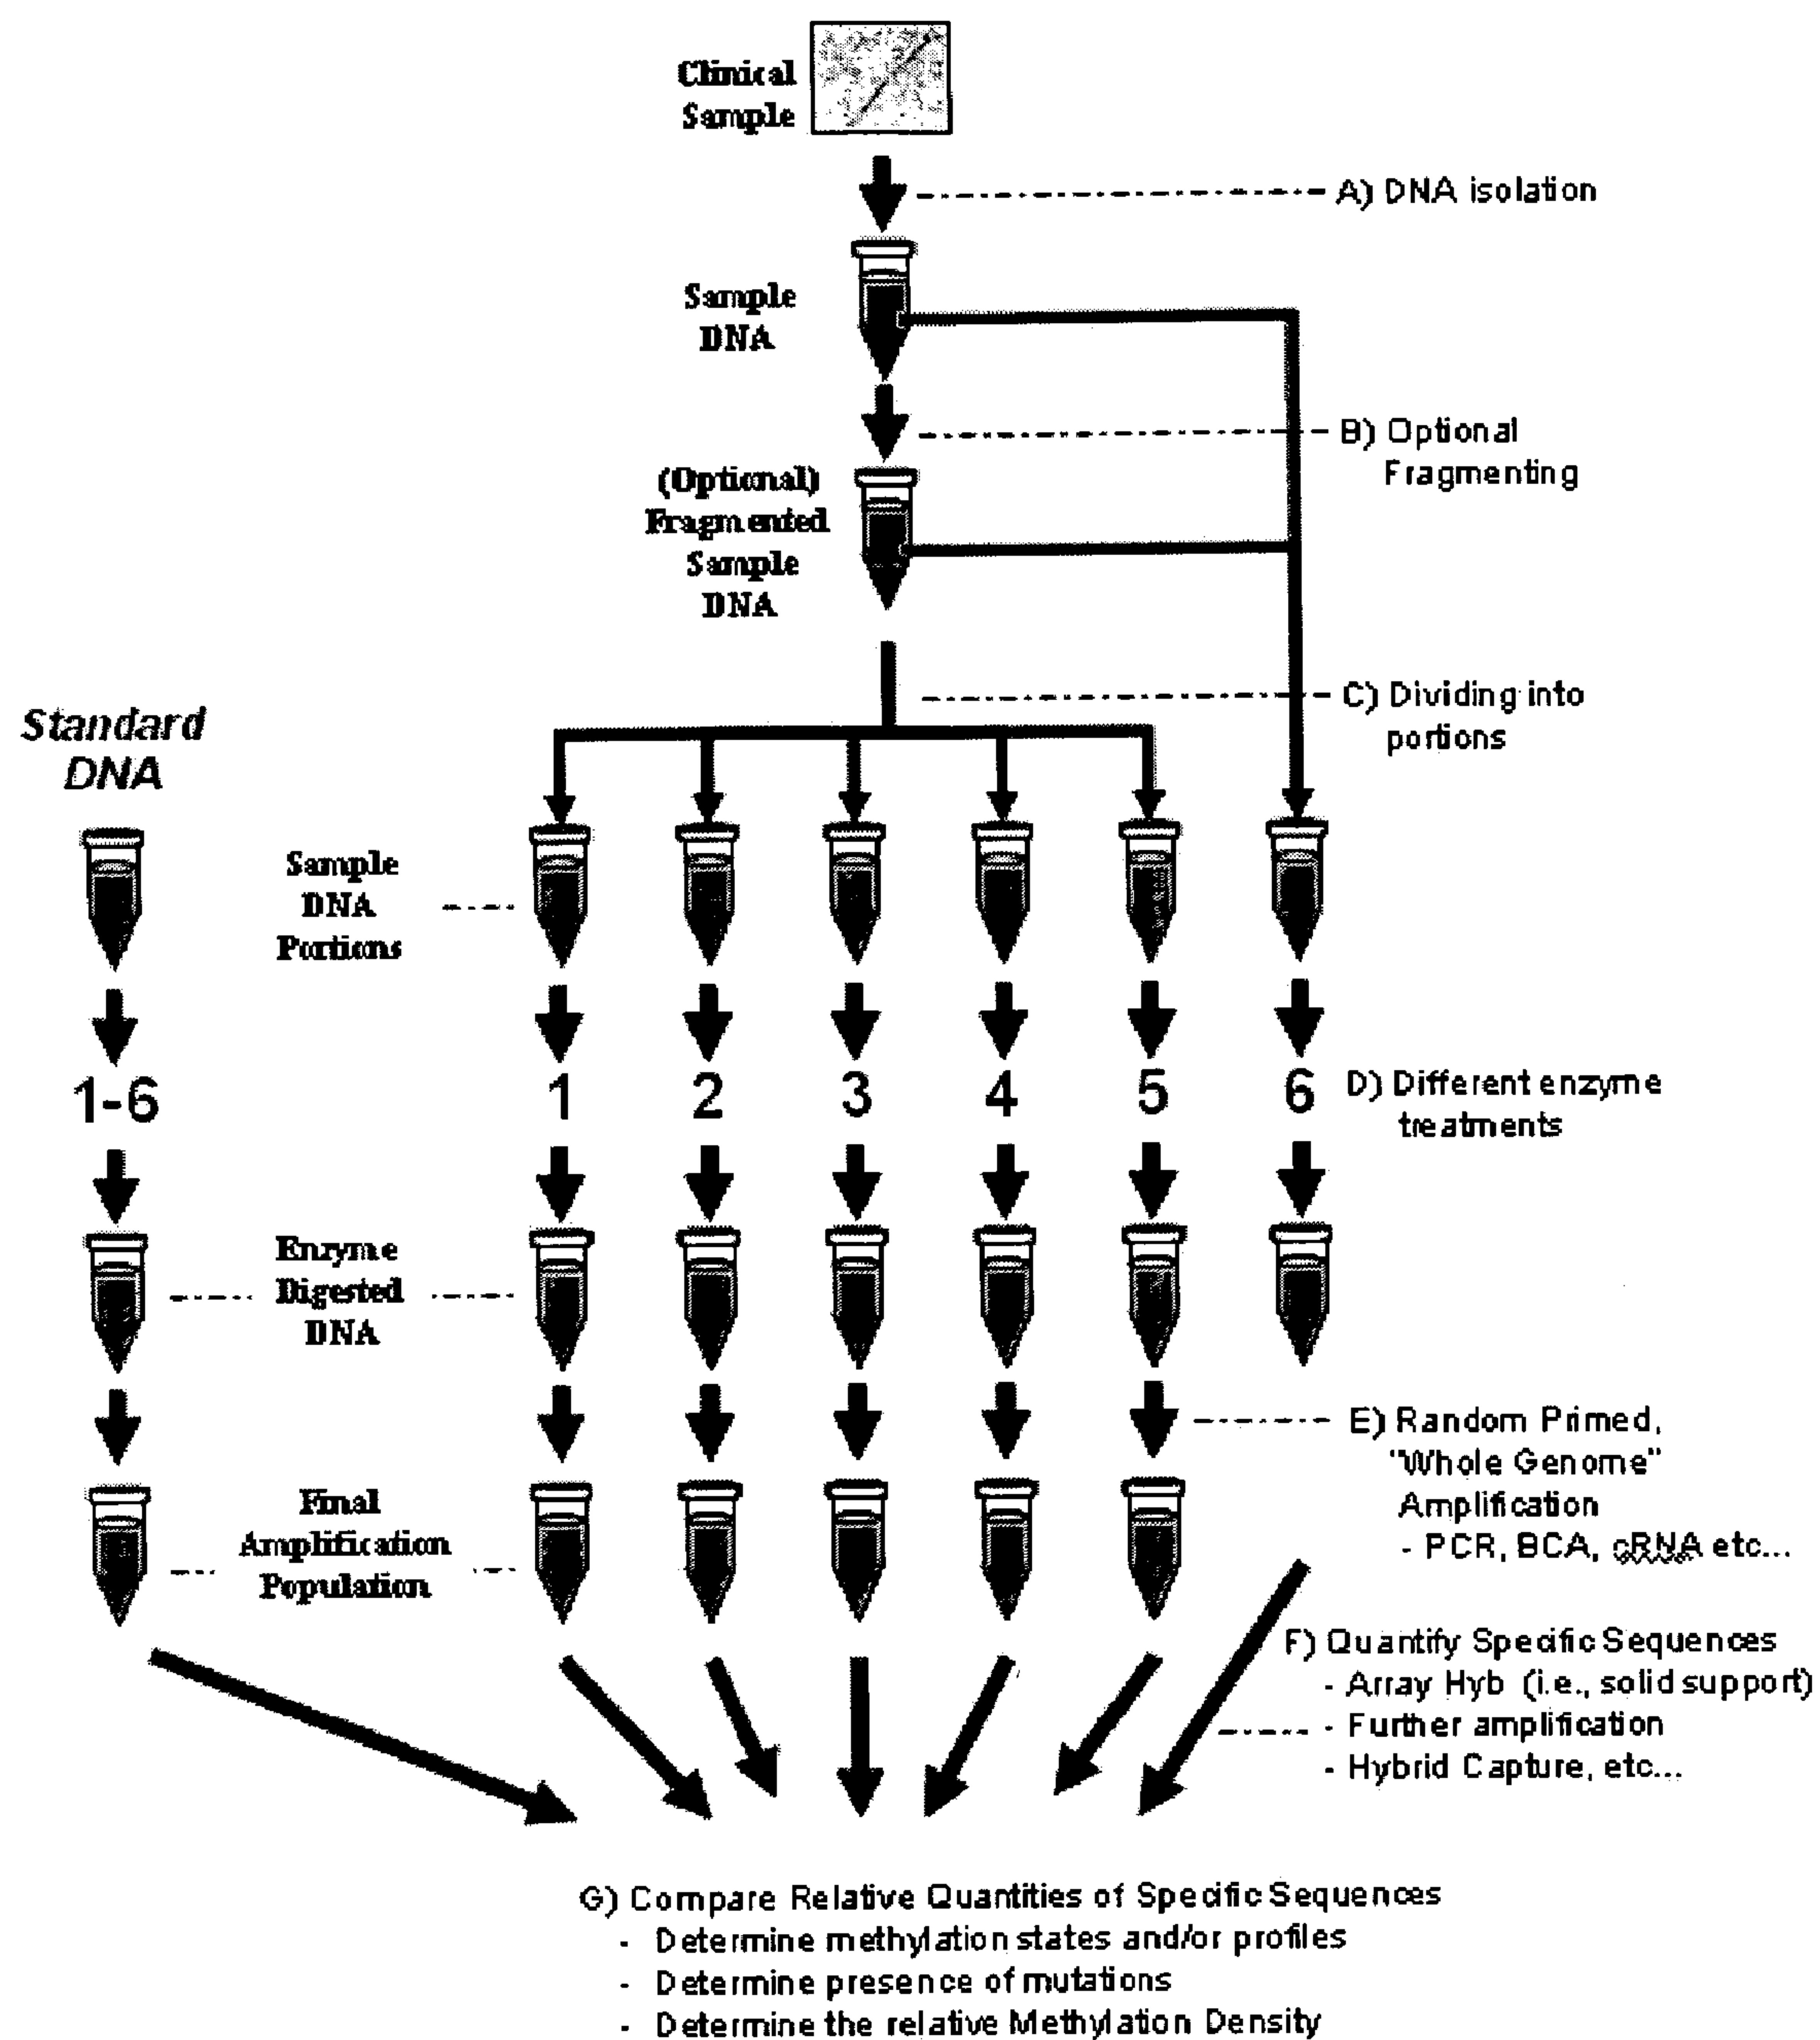 Clinical
Sample
A) DNA isolation
Sample
DNA
B) Optional
Fragmenting
(Optional)
Fragmented
Sample
DNA
C) Dividing into
portions
Standard
DNA
Sample
DNA
Portions
1-6
1
2
3
4
5
6
D) Different enzyme
treatments
Enzyme
Digested
DNA
E) Random Primed,
"Whole Genome"
Amplification
- PCR, BCA, cRNA etc...
Final
Amplification
Population
F) Quantify Specific Sequences
- Array Hyb (i.e., solid support)
- Further amplification
- Hybrid Capture, etc...
G) Compare Relative Quantities of Specific Sequences
- Determine methylation states and/or profiles
- Determine presence of mutations
- Determine the relative Methylation Density